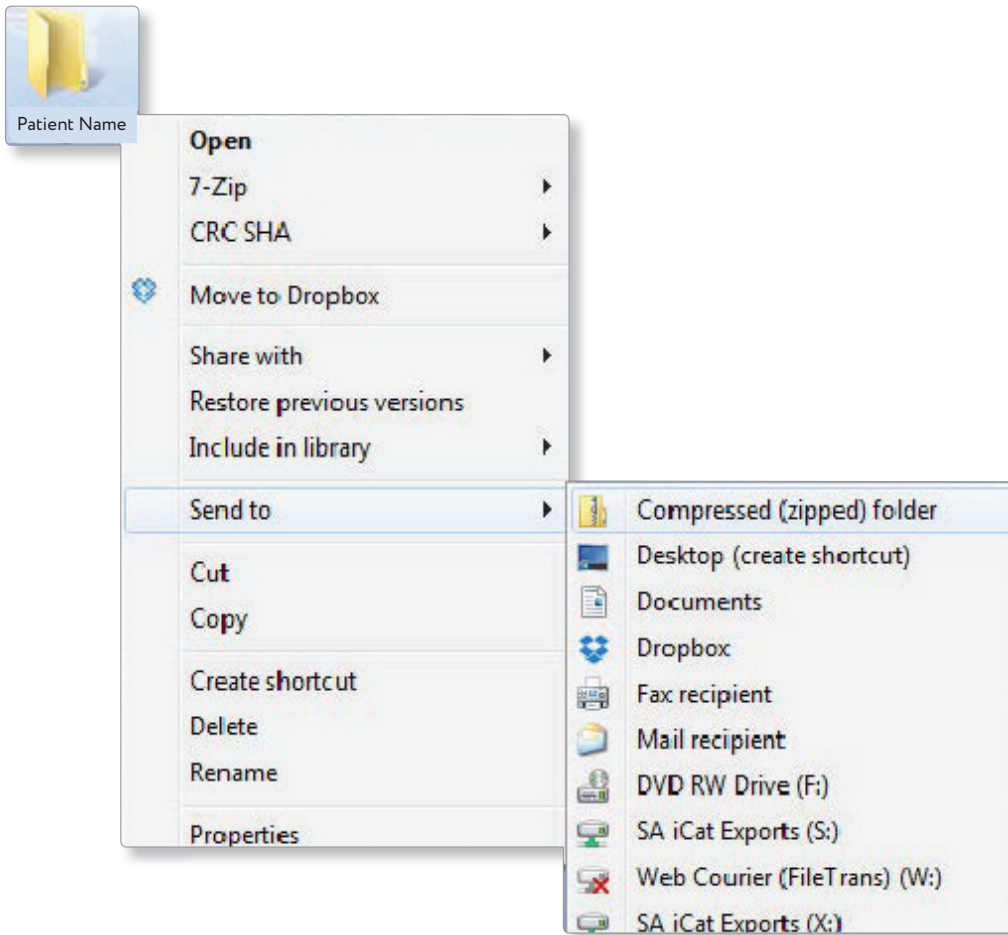 Patient Name
Open
7-Zip
CRC SHA
Move to Dropbox
Share with
Restore previous versions
Include in library
Send to
Cut
Copy
Create shortcut
Delete
Rename
Properties
Compressed (zipped) folder
Desktop (create shortcut)
Documents
Dropbox
Fax recipient
Mail recipient
DVD RW Drive (F:)
SA iCat Exports (S:)
Web Courier (FileTrans) (W:)
SA iCat Exports (X:)